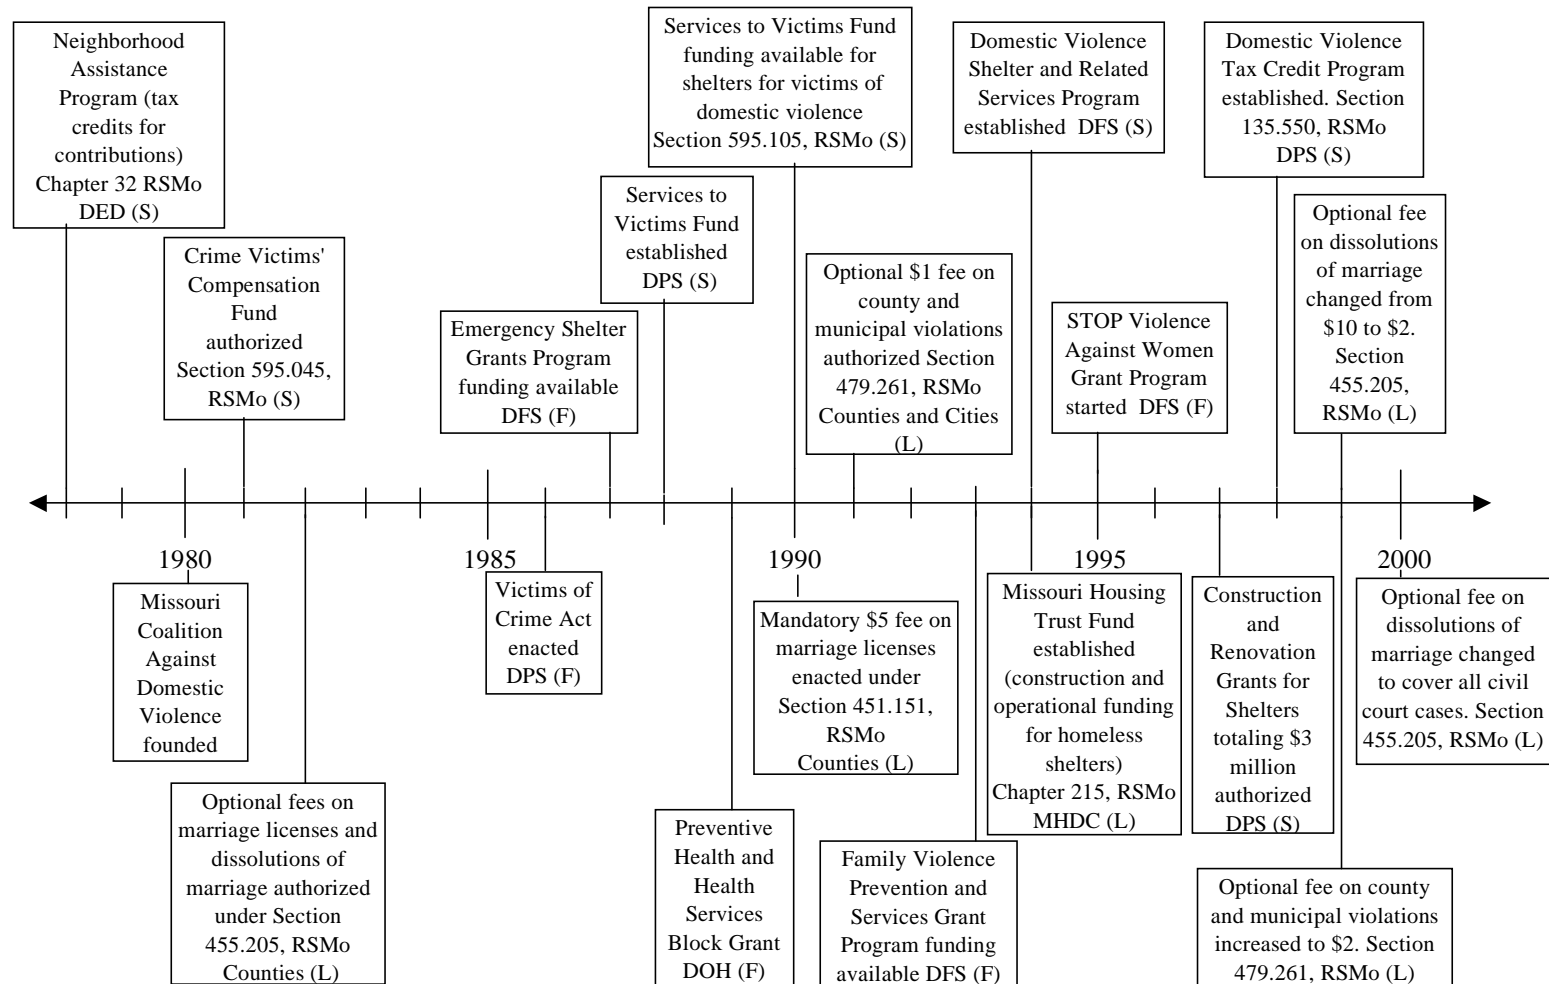 Neighborhood
Assistance
Program (tax
credits for
contributions)
Chapter 32 RSMo
DED (S)
Crime Victims'
Compensation
Fund
authorized
Section 595.045,
RSMo (S)
Emergency Shelter
Grants Program
funding available
DFS (F)
Services to
Victims Fund
established
DPS (S)
Services to Victims Fund
funding available for
shelters for victims of
domestic violence
Section 595.105, RSMo (S)
Optional $1 fee on
county and
municipal violations
authorized Section
479.261, RSMo
Counties and Cities
(L)
Domestic Violence
Shelter and Related
Services Program
established  DFS (S)
STOP Violence
Against Women
Grant Program
started  DFS (F)
Domestic Violence
Tax Credit Program
established. Section
135.550, RSMo
DPS (S)
Optional fee
on dissolutions
of marriage
changed from
$10 to $2.
Section
455.205,
RSMo (L)
1980
1985
1990
1995
2000
Missouri
Coalition
Against
Domestic
Violence
founded
Optional fees on
marriage licenses and
dissolutions of
marriage authorized
under Section
455.205, RSMo
Counties (L)
Victims of
Crime Act
enacted
DPS (F)
Preventive
Health and
Health
Services
Block Grant
DOH (F)
Mandatory $5 fee on
marriage licenses
enacted under
Section 451.151,
RSMo
Counties (L)
Family Violence
Prevention and
Services Grant
Program funding
available DFS (F)
Missouri Housing
Trust Fund
established
(construction and
operational funding
for homeless
shelters)
Chapter 215, RSMo
MHDC (L)
Construction
and
Renovation
Grants for
Shelters
totaling $3
million
authorized
DPS (S)
Optional fee on county
and municipal violations
increased to $2. Section
479.261, RSMo (L)
Optional fee on
dissolutions of
marriage changed
to cover all civil
court cases. Section
455.205, RSMo (L)